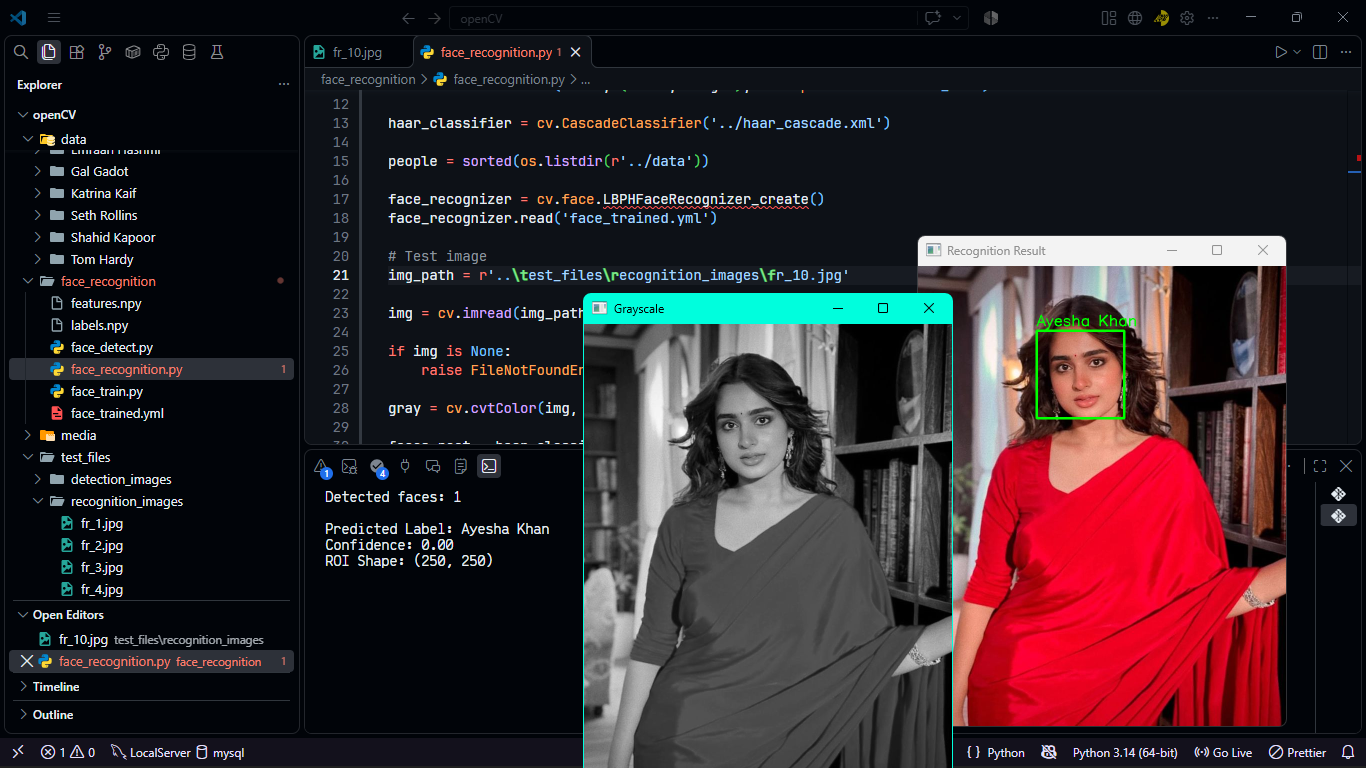 openCV
Explorer
openCV
data
Gal Gadot
Katrina Kaif
Seth Rollins
Shahid Kapoor
Tom Hardy
face_recognition
features.npy
labels.npy
face_detect.py
face_recognition.py 1
face_train.py
face_trained.yml
media
test_files
detection_images
recognition_images
fr_1.jpg
fr_2.jpg
fr_3.jpg
fr_4.jpg
Open Editors
fr_10.jpg test_files\recognition_images
face_recognition.py face_recognition 1
Timeline
Outline
fr_10.jpg
face_recognition.py 1
face_recognition > face_recognition.py > ...
12
13 haar_classifier = cv.CascadeClassifier('../haar_cascade.xml')
14
15 people = sorted(os.listdir(r'../data'))
16
17 face_recognizer = cv.face.LBPHFaceRecognizer_create()
18 face_recognizer.read('face_trained.yml')
19
20 # Test image
21 img_path = r'..\test_files\recognition_images\fr_10.jpg'
22
23 img = cv.imread(img_path
24
25 if img is None:
26 raise FileNotFoundEr
27
28 gray = cv.cvtColor(img,
29
1
4
Detected faces: 1
Predicted Label: Ayesha Khan
Confidence: 0.00
ROI Shape: (250, 250)
Grayscale
Recognition Result
Ayesha Khan
1 0
LocalServer
mysql
{ } Python
Python 3.14 (64-bit)
Go Live
Prettier